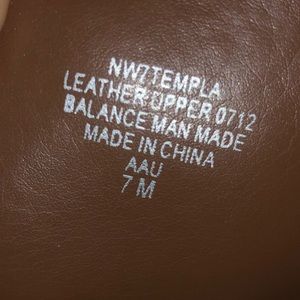 NW7TEMPLA
LEATHER UPPER 0712
BALANCE MAN MADE
MADE IN CHINA
AAU
7 M